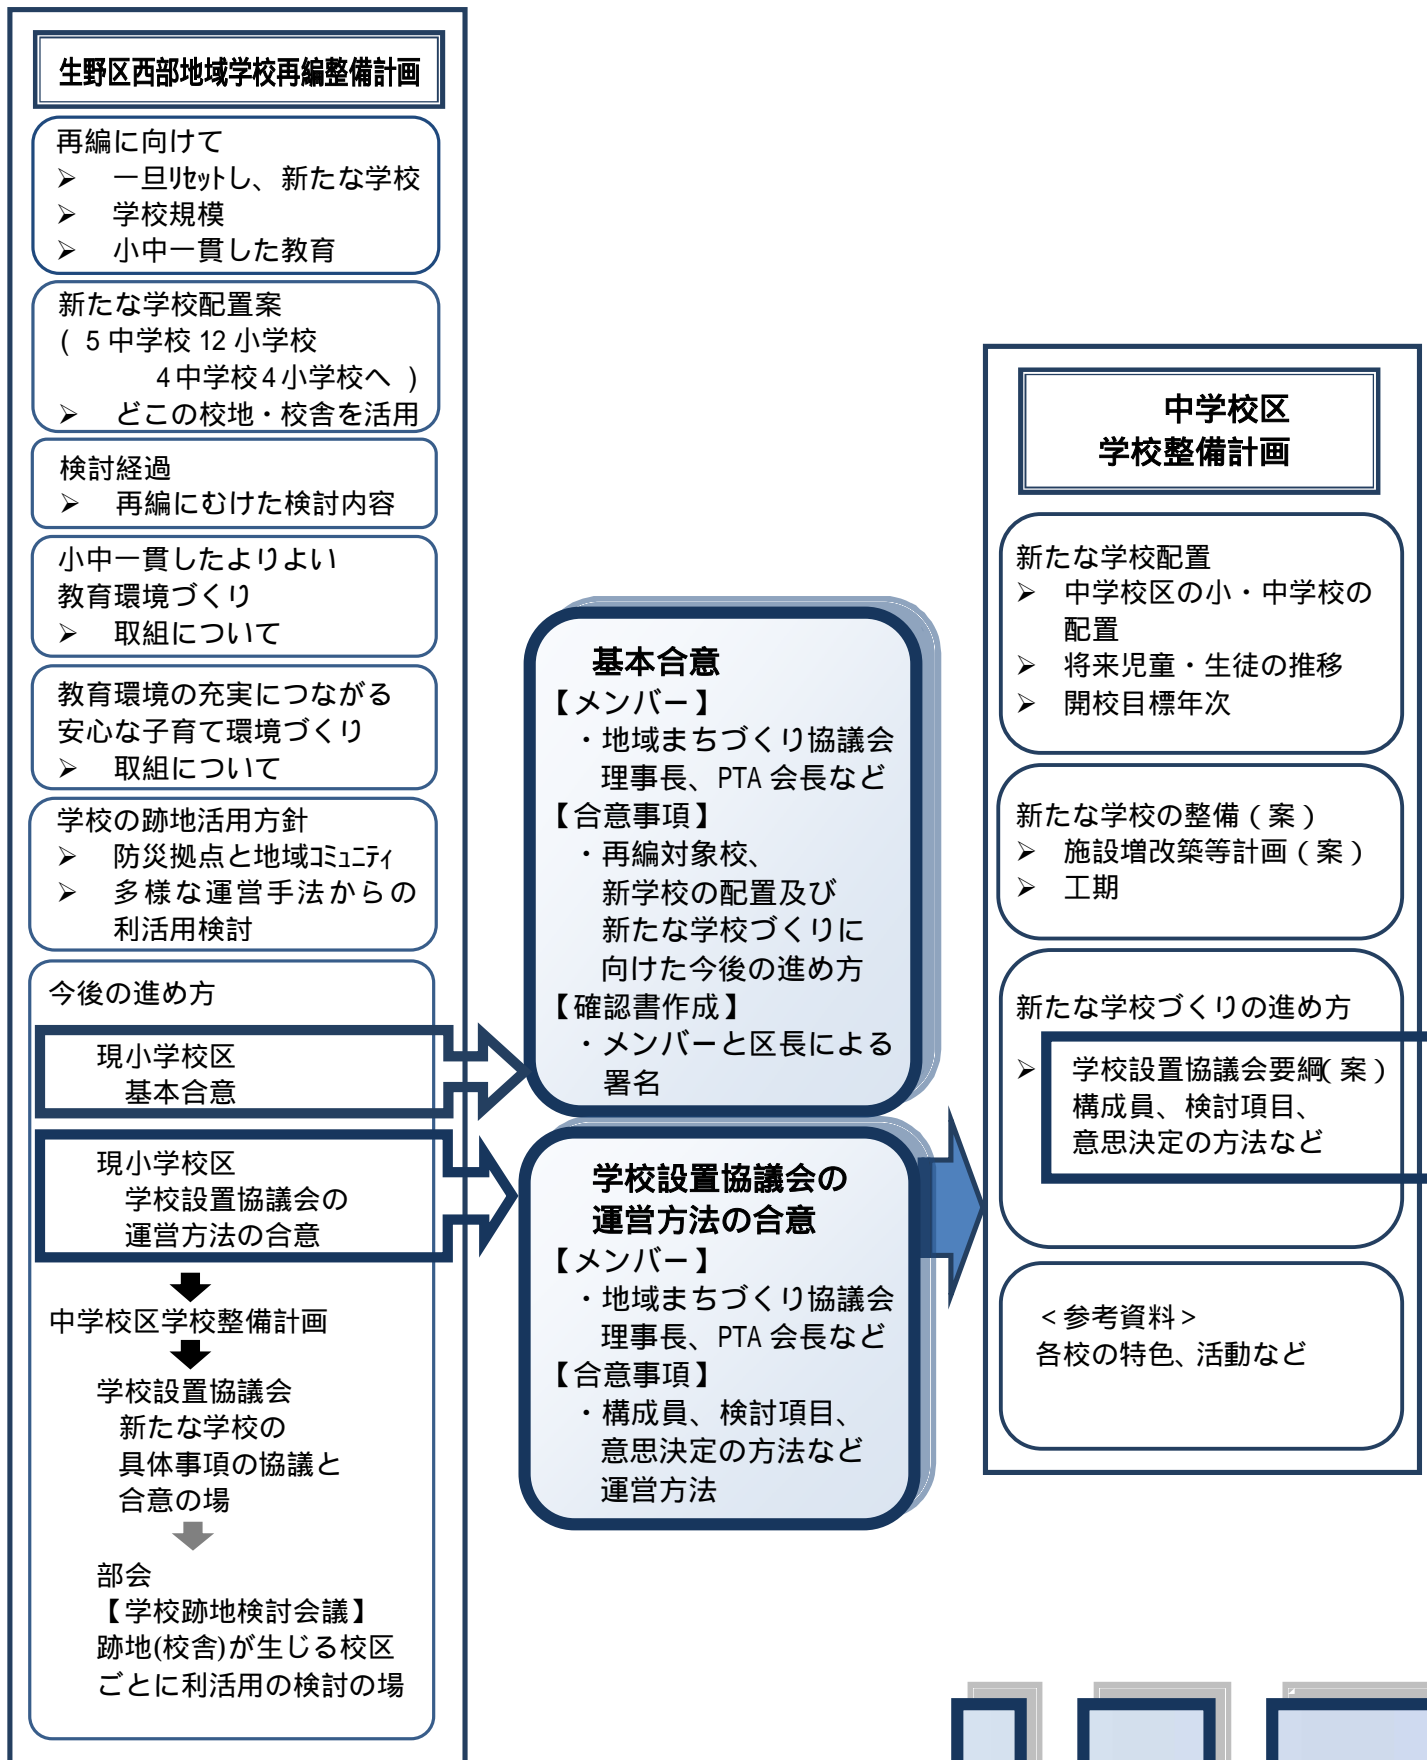 生野区西部地域学校再編整備計画
再編に向けて
➢ 一旦ﾘｾｯﾄし、新たな学校
➢ 学校規模
➢ 小中一貫した教育
新たな学校配置案
( 5中学校12小学校
4中学校4小学校へ )
➢ どこの校地・校舎を活用
検討経過
➢ 再編にむけた検討内容
小中一貫したよりよい
教育環境づくり
➢ 取組について
教育環境の充実につながる
安心な子育て環境づくり
➢ 取組について
学校の跡地活用方針
➢ 防災拠点と地域ｺﾐｭﾆﾃｨ
➢ 多様な運営手法からの
利活用検討
今後の進め方
現小学校区
基本合意
現小学校区
学校設置協議会の
運営方法の合意
中学校区学校整備計画
学校設置協議会
新たな学校の
具体事項の協議と
合意の場
部会
【学校跡地検討会議】
跡地(校舎)が生じる校区
ごとに利活用の検討の場
基本合意
【メンバー】
・地域まちづくり協議会
理事長、PTA会長など
【合意事項】
・再編対象校、
新学校の配置及び
新たな学校づくりに
向けた今後の進め方
【確認書作成】
・メンバーと区長による
署名
学校設置協議会の
運営方法の合意
【メンバー】
・地域まちづくり協議会
理事長、PTA会長など
【合意事項】
・構成員、検討項目、
意思決定の方法など
運営方法
中学校区
学校整備計画
新たな学校配置
➢ 中学校区の小・中学校の
配置
➢ 将来児童・生徒の推移
➢ 開校目標年次
新たな学校の整備（案）
➢ 施設増改築等計画（案）
➢ 工期
新たな学校づくりの進め方
➢ 学校設置協議会要綱(案）
構成員、検討項目、
意思決定の方法など
＜参考資料＞
各校の特色、活動など